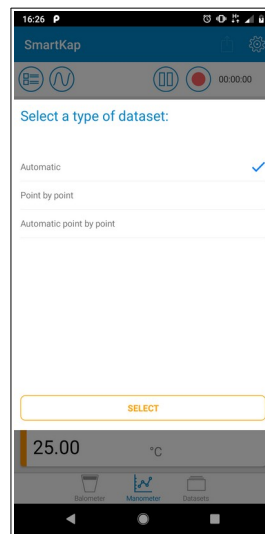 16:26
SmartKap
00:00:00
Select a type of dataset:
Automatic
Point by point
Automatic point by point
SELECT
25.00 °C
Balometer Manometer Datasets